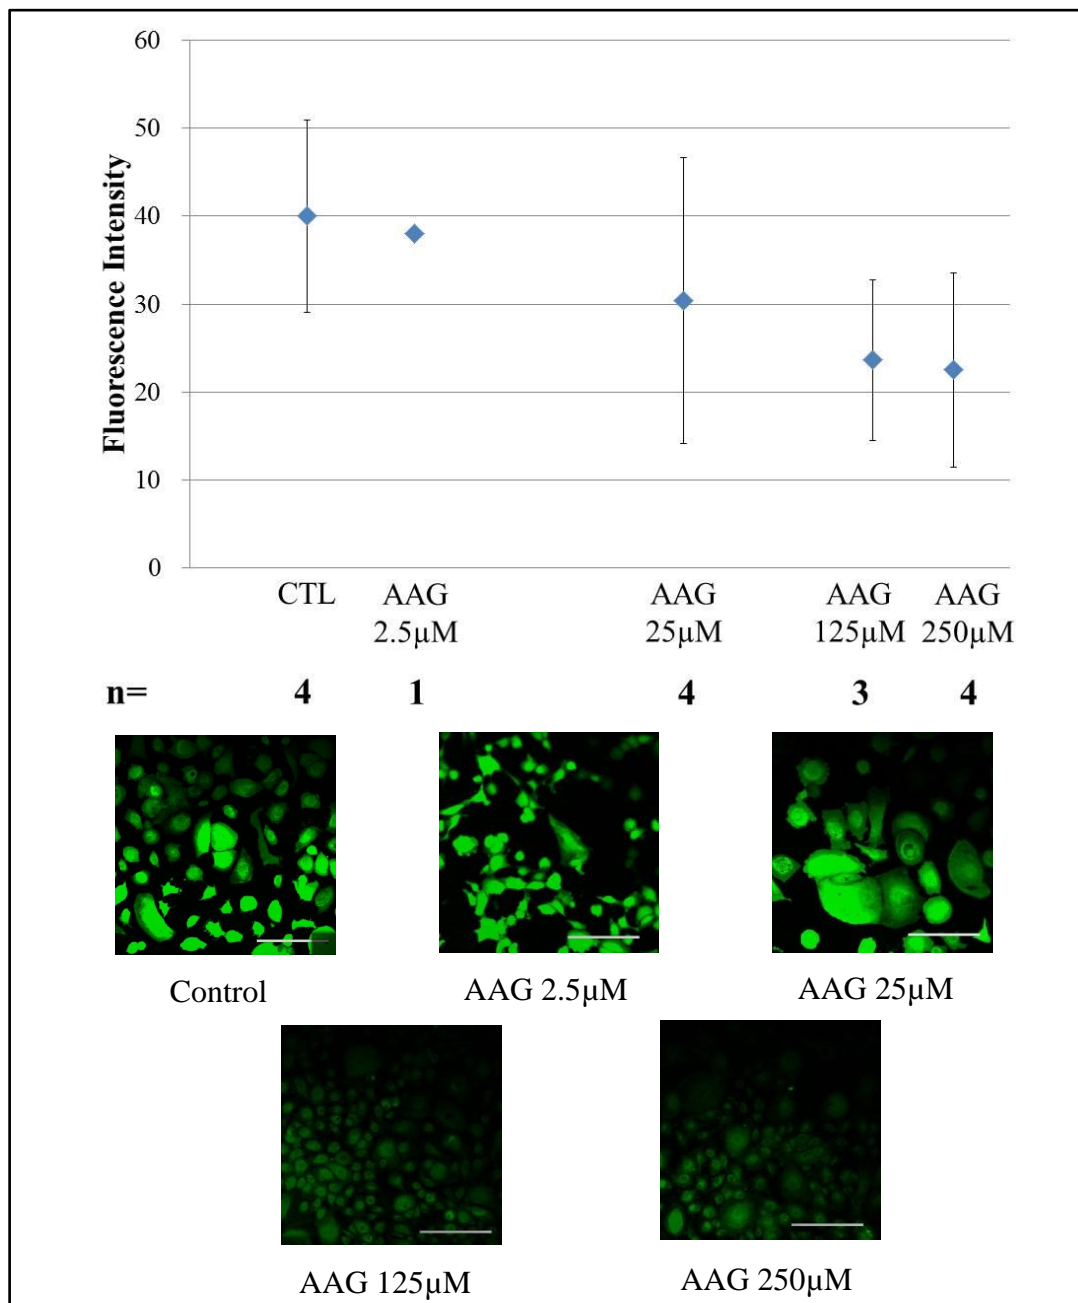 60
50
40
30
20
10
0
Fluorescence Intensity
CTL AAG 2.5µM AAG 25µM AAG 125µM AAG 250µM
n= 4 1 4 3 4
Control AAG 2.5µM AAG 25µM
AAG 125µM AAG 250µM